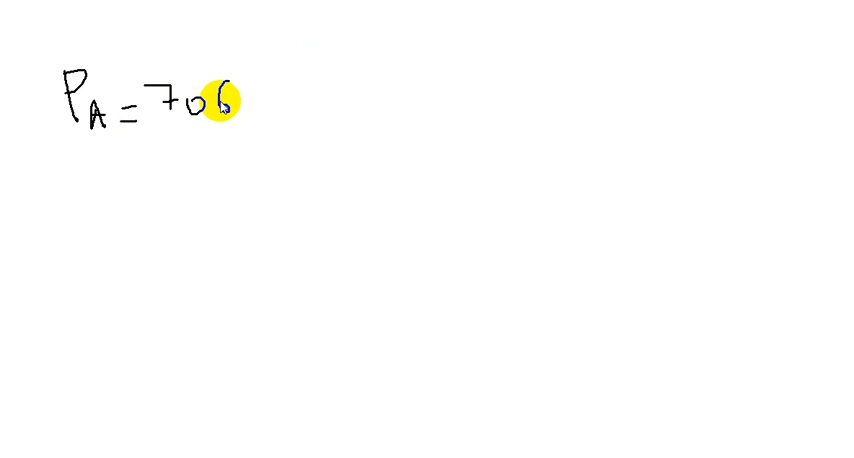 P_A = 706